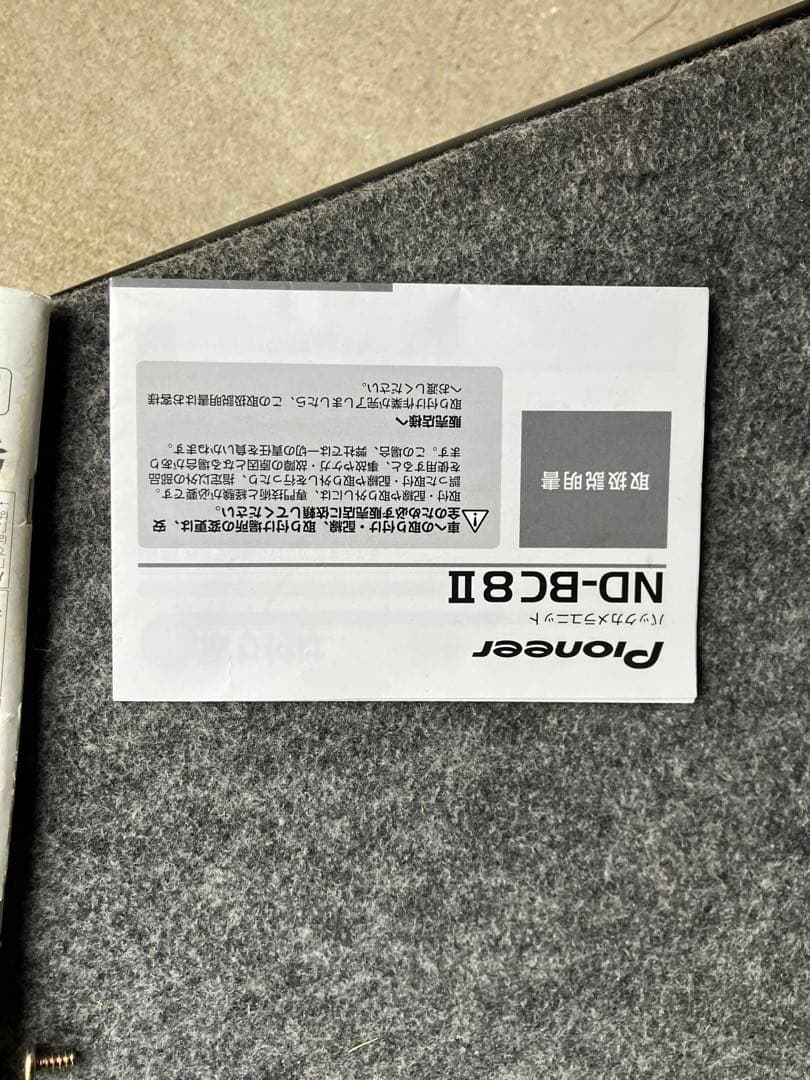 Pioneer
バックカメラユニット
ND-BC8Ⅱ
取扱説明書
車への取り付け・配線、取り付け場所の変更は、安
全のため必ず販売店に依頼してください。
取付・配線や取り外しには、専門技術と経験が必要です。
誤った取付・配線や取り外しを行ったり、指定以外の部品
を使用すると、事故やケガ・故障の原因となる場合があり
ます。この場合、弊社では一切の責任を負いかねます。
販売店様へ
取り付け作業が完了しましたら、この取扱説明書はお客様
へお渡しください。